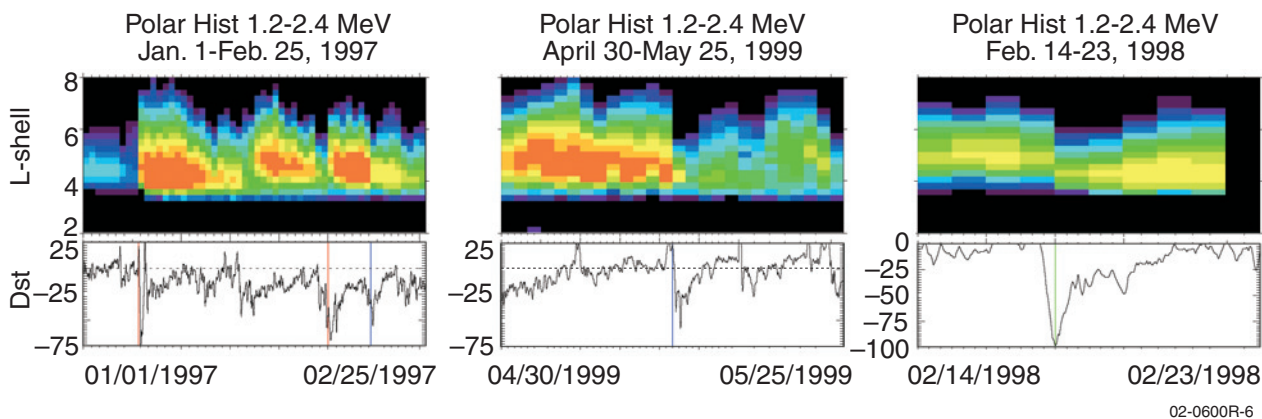 Polar Hist 1.2-2.4 MeV
Jan. 1-Feb. 25, 1997
Polar Hist 1.2-2.4 MeV
April 30-May 25, 1999
Polar Hist 1.2-2.4 MeV
Feb. 14-23, 1998
L-shell
8
6
4
2
Dst
25
−25
−75
25
−25
−75
0
−25
−50
−75
−100
01/01/1997 02/25/1997
04/30/1999 05/25/1999
02/14/1998 02/23/1998
02-0600R-6